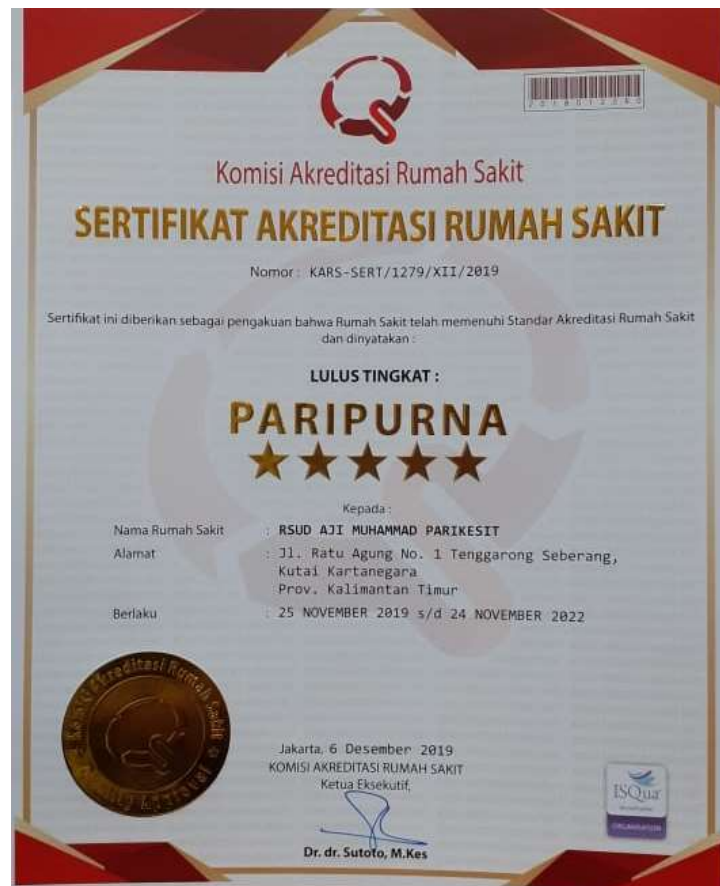 Komisi Akreditasi Rumah Sakit
SERTIFIKAT AKREDITASI RUMAH SAKIT
Nomor : KARS-SERT/1279/XII/2019
Sertifikat ini diberikan sebagai pengakuan bahwa Rumah Sakit telah memenuhi Standar Akreditasi Rumah Sakit
dan dinyatakan :
LULUS TINGKAT :
PARIPURNA
Kepada :
Nama Rumah Sakit : RSUD AJI MUHAMMAD PARIKESIT
Alamat : Jl. Ratu Agung No. 1 Tenggarong Seberang,
Kutai Kartanegara
Prov. Kalimantan Timur
Berlaku : 25 NOVEMBER 2019 s/d 24 NOVEMBER 2022
Komisi Akreditasi Rumah Sakit
Jakarta, 6 Desember 2019
KOMISI AKREDITASI RUMAH SAKIT
Ketua Eksekutif,
Dr. dr. Sutoto, M.Kes
ISQua
ORGANISATION